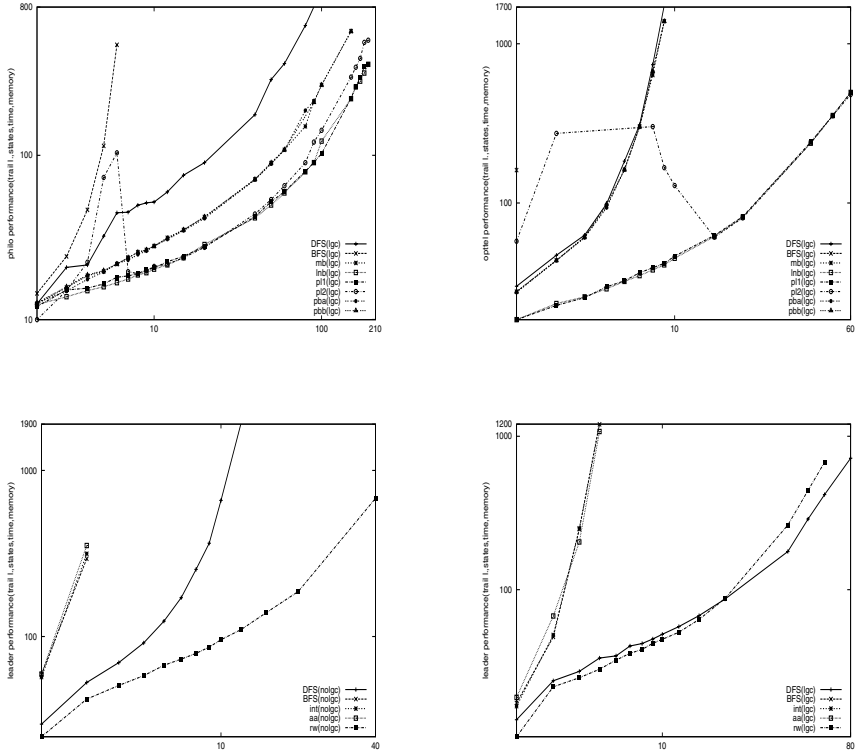 800
100
10
10
100
210
philo performance(trail l.,states,time,memory)
DFS(lgc)
BFS(lgc)
mb(lgc)
lnb(lgc)
pl1(lgc)
pl2(lgc)
pba(lgc)
pbb(lgc)
1700
1000
100
10
60
opttel performance(trail l.,states,time,memory)
DFS(lgc)
BFS(lgc)
mb(lgc)
lnb(lgc)
pl1(lgc)
pl2(lgc)
pba(lgc)
pbb(lgc)
1900
1000
100
10
40
leader performance(trail l.,states,time,memory)
DFS(nolgc)
BFS(nolgc)
int(nolgc)
aa(nolgc)
rw(nolgc)
1200
1000
100
10
80
leader performance(trail l.,states,time,memory)
DFS(lgc)
BFS(lgc)
int(lgc)
aa(lgc)
rw(lgc)